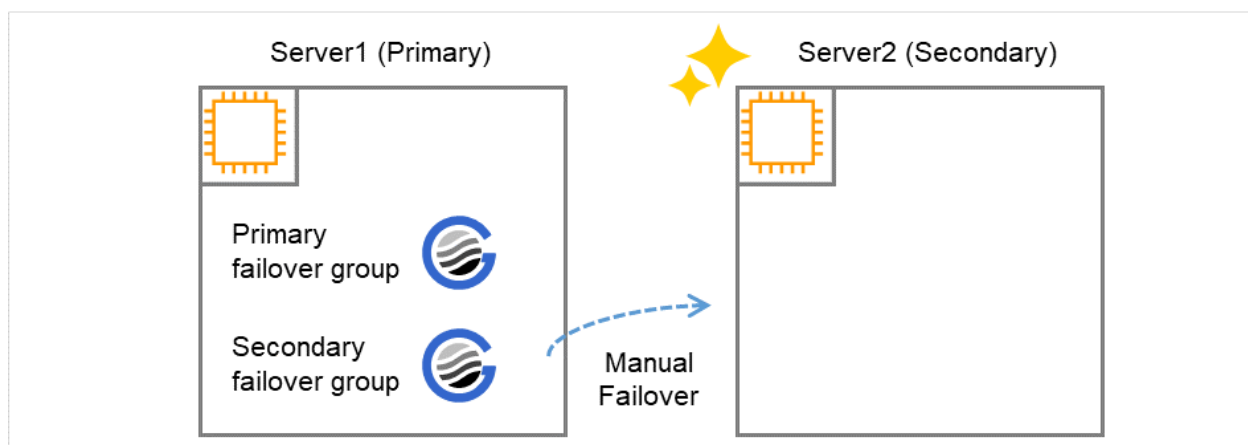 Server1 (Primary)
Server2 (Secondary)
Primary
failover group
Secondary
failover group
Manual
Failover